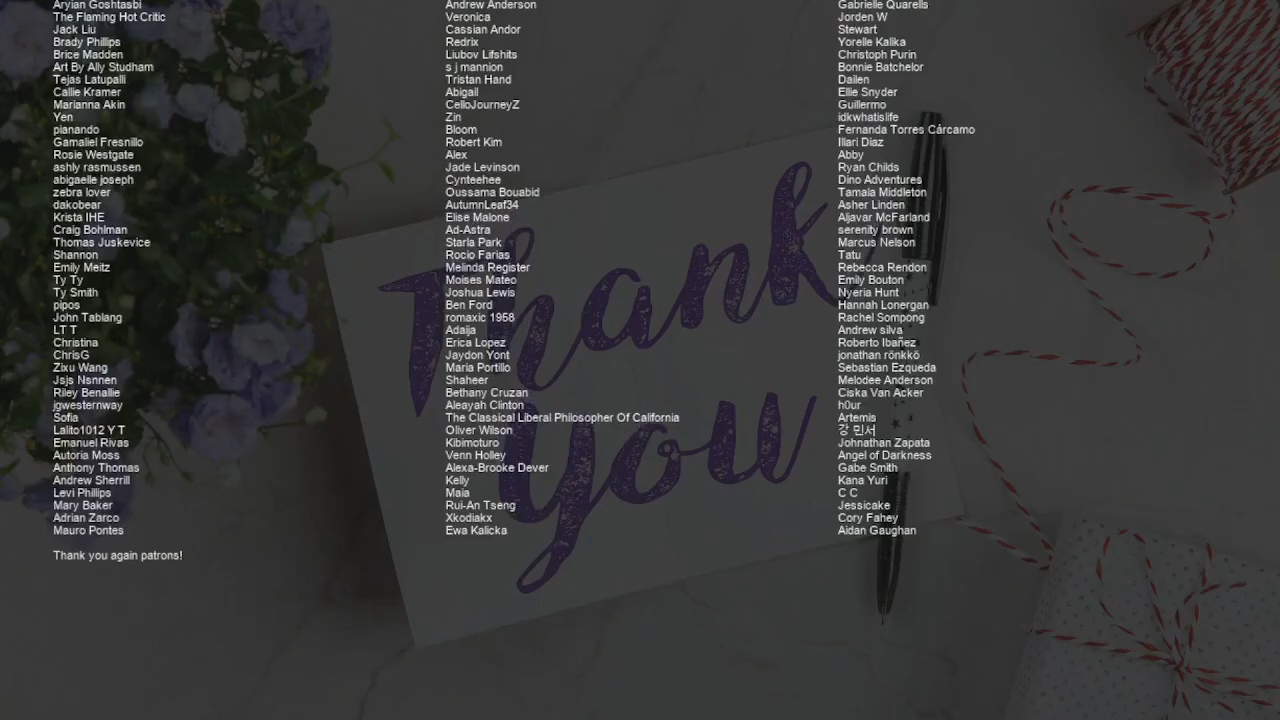 Aryian Goshtasbi
The Flaming Hot Critic
Jack Liu
Brady Phillips
Brice Madden
Art By Ally Studham
Tejas Latupalli
Callie Kramer
Marianna Akin
Yen
pianando
Gamaliel Fresnillo
Rosie Westgate
ashly rasmussen
abigaelle joseph
zebra lover
dakobear
Krista IHE
Craig Bohlman
Thomas Juskevice
Shannon
Emily Meitz
Ty Ty
Ty Smith
pipos
John Tablang
LT T
Christina
ChrisG
Zixu Wang
Jsjs Nsnnen
Riley Benallie
jgwesternway
Sofia
Lalito1012 Y T
Emanuel Rivas
Autoria Moss
Anthony Thomas
Andrew Sherrill
Levi Phillips
Mary Baker
Adrian Zarco
Mauro Pontes
Thank you again patrons!
Andrew Anderson
Veronica
Cassian Andor
Redrix
Liubov Lifshits
s j mannion
Tristan Hand
Abigail
CelloJourneyZ
Zin
Bloom
Robert Kim
Alex
Jade Levinson
Cynteehee
Oussama Bouabid
AutumnLeaf34
Elise Malone
Ad-Astra
Starla Park
Rocio Farias
Melinda Register
Moises Mateo
Joshua Lewis
Ben Ford
romaxic 1958
Adaija
Erica Lopez
Jaydon Yont
Maria Portillo
Shaheer
Bethany Cruzan
Aleayah Clinton
The Classical Liberal Philosopher Of California
Oliver Wilson
Kibimoturo
Venn Holley
Alexa-Brooke Dever
Kelly
Maia
Rui-An Tseng
Xkodiakx
Ewa Kalicka
Gabrielle Quarells
Jorden W
Stewart
Yorelle Kalika
Christoph Purin
Bonnie Batchelor
Dailen
Ellie Snyder
Guillermo
idkwhatislife
Fernanda Torres Cárcamo
Illari Diaz
Abby
Ryan Childs
Dino Adventures
Tamala Middleton
Asher Linden
Aljavar McFarland
serenity brown
Marcus Nelson
Tatu
Rebecca Rendon
Emily Bouton
Nyeria Hunt
Hannah Lonergan
Rachel Sompong
Andrew silva
Roberto Ibañez
jonathan rönkkö
Sebastian Ezqueda
Melodee Anderson
Ciska Van Acker
h0ur
Artemis
강 민서
Johnathan Zapata
Angel of Darkness
Gabe Smith
Kana Yuri
C C
Jessicake
Cory Fahey
Aidan Gaughan
Thank
you